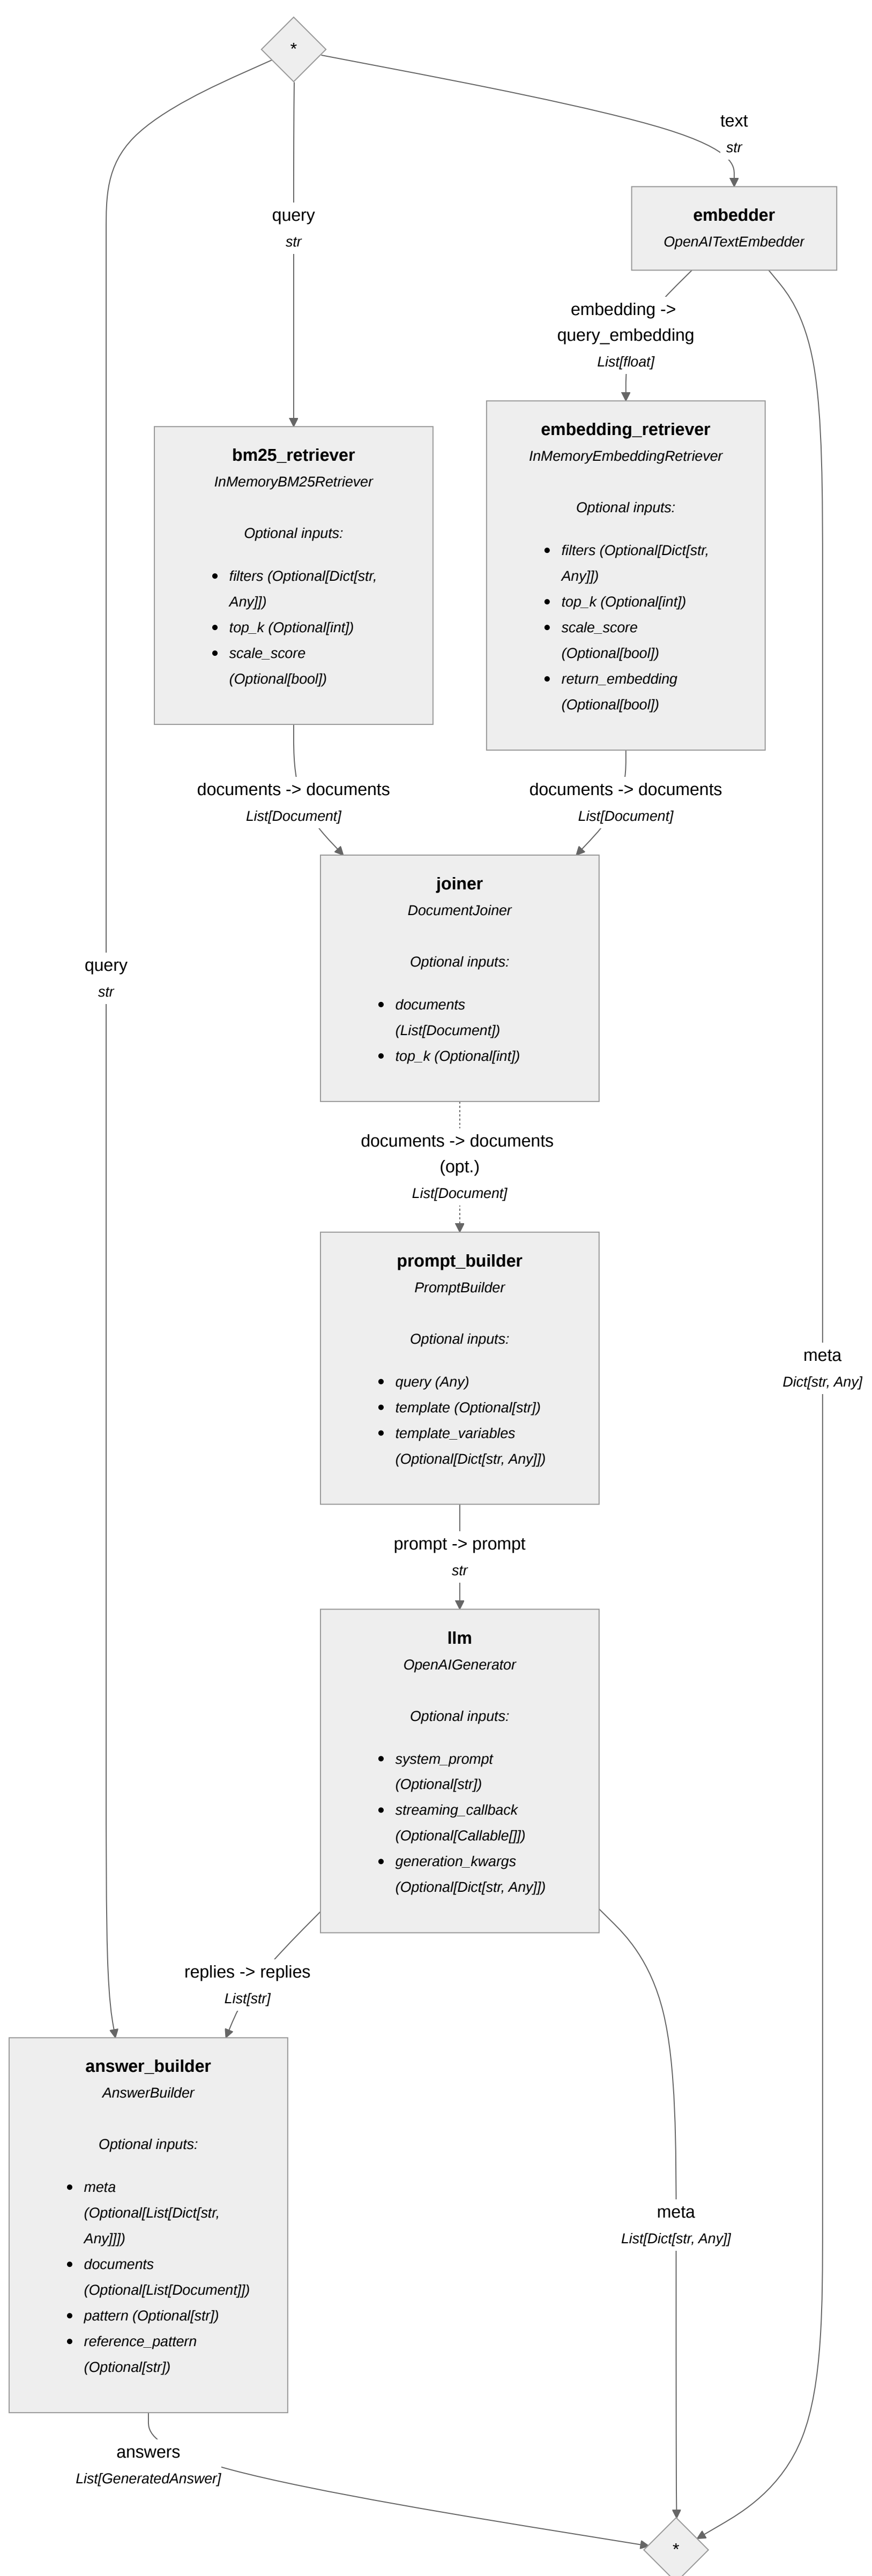 *
text
str
embedder
OpenAITextEmbedder
query
str
embedding ->
query_embedding
List[float]
bm25_retriever
InMemoryBM25Retriever
Optional inputs:
• filters (Optional[Dict[str,
Any]])
• top_k (Optional[int])
• scale_score
(Optional[bool])
embedding_retriever
InMemoryEmbeddingRetriever
Optional inputs:
• filters (Optional[Dict[str,
Any]])
• top_k (Optional[int])
• scale_score
(Optional[bool])
• return_embedding
(Optional[bool])
documents -> documents
List[Document]
documents -> documents
List[Document]
joiner
DocumentJoiner
Optional inputs:
• documents
(List[Document])
• top_k (Optional[int])
query
str
documents -> documents
(opt.)
List[Document]
prompt_builder
PromptBuilder
Optional inputs:
• query (Any)
• template (Optional[str])
• template_variables
(Optional[Dict[str, Any]])
meta
Dict[str, Any]
prompt -> prompt
str
llm
OpenAIGenerator
Optional inputs:
• system_prompt
(Optional[str])
• streaming_callback
(Optional[Callable[]])
• generation_kwargs
(Optional[Dict[str, Any]])
replies -> replies
List[str]
answer_builder
AnswerBuilder
Optional inputs:
• meta
(Optional[List[Dict[str,
Any]]])
• documents
(Optional[List[Document]])
• pattern (Optional[str])
• reference_pattern
(Optional[str])
meta
List[Dict[str, Any]]
answers
List[GeneratedAnswer]
*